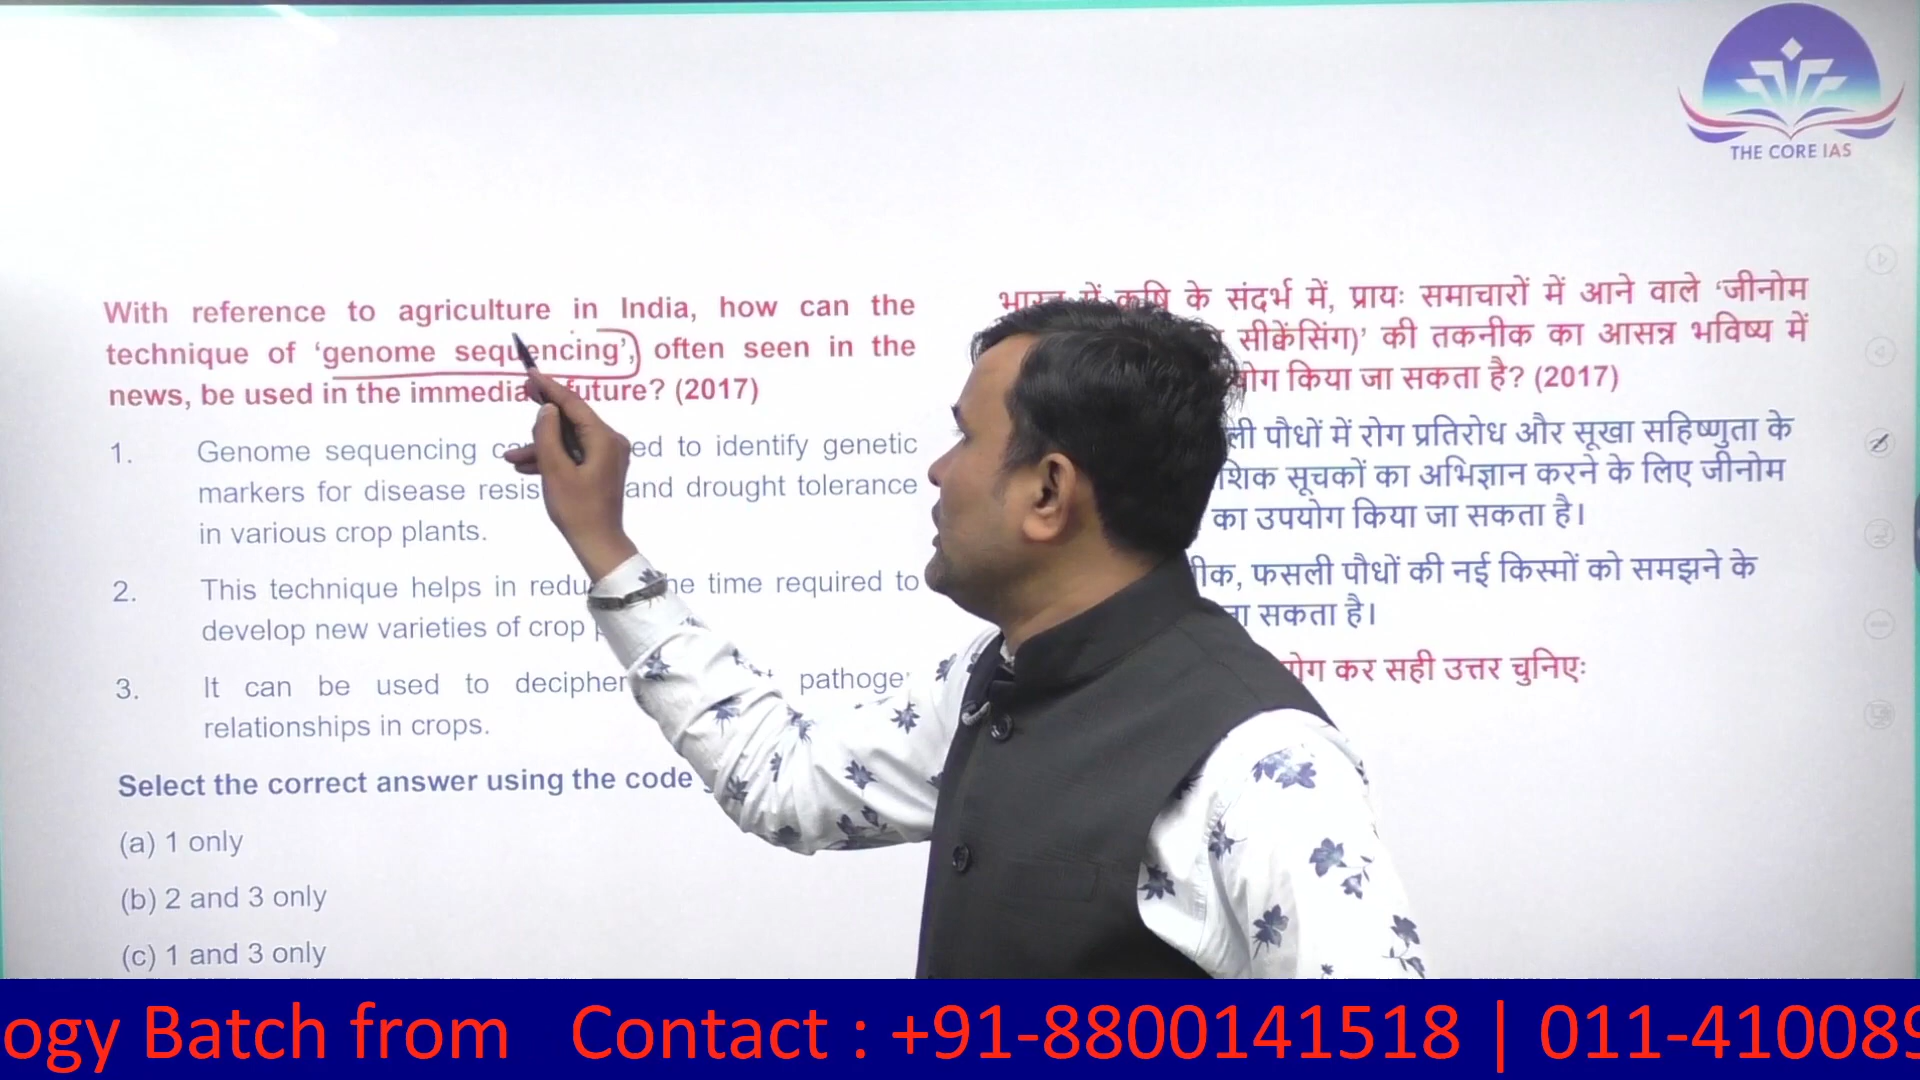 THE CORE IAS
With reference to agriculture in India, how can the
technique of ‘genome sequencing’, often seen in the
news, be used in the immedia future? (2017)
1. Genome sequencing to identify genetic
markers for disease and drought tolerance
in various crop plants.
2. This technique helps in time required to
develop new varieties of crop
3. It can be used to decipher
relationships in crops.
Select the correct answer using the code
(a) 1 only
(b) 2 and 3 only
(c) 1 and 3 only
भारत में कृषि के संदर्भ में, प्रायः समाचारों में आने वाले ‘जीनोम
सीक्वेंसिंग)’ की तकनीक का आसन्न भविष्य में
किया जा सकता है? (2017)
पौधों में रोग प्रतिरोध और सूखा सहिष्णुता के
सूचकों का अभिज्ञान करने के लिए जीनोम
का उपयोग किया जा सकता है।
फसली पौधों की नई किस्मों को समझने के
सकता है।
कर सही उत्तर चुनिएः
ogy Batch from Contact : +91-8800141518 | 011-410089